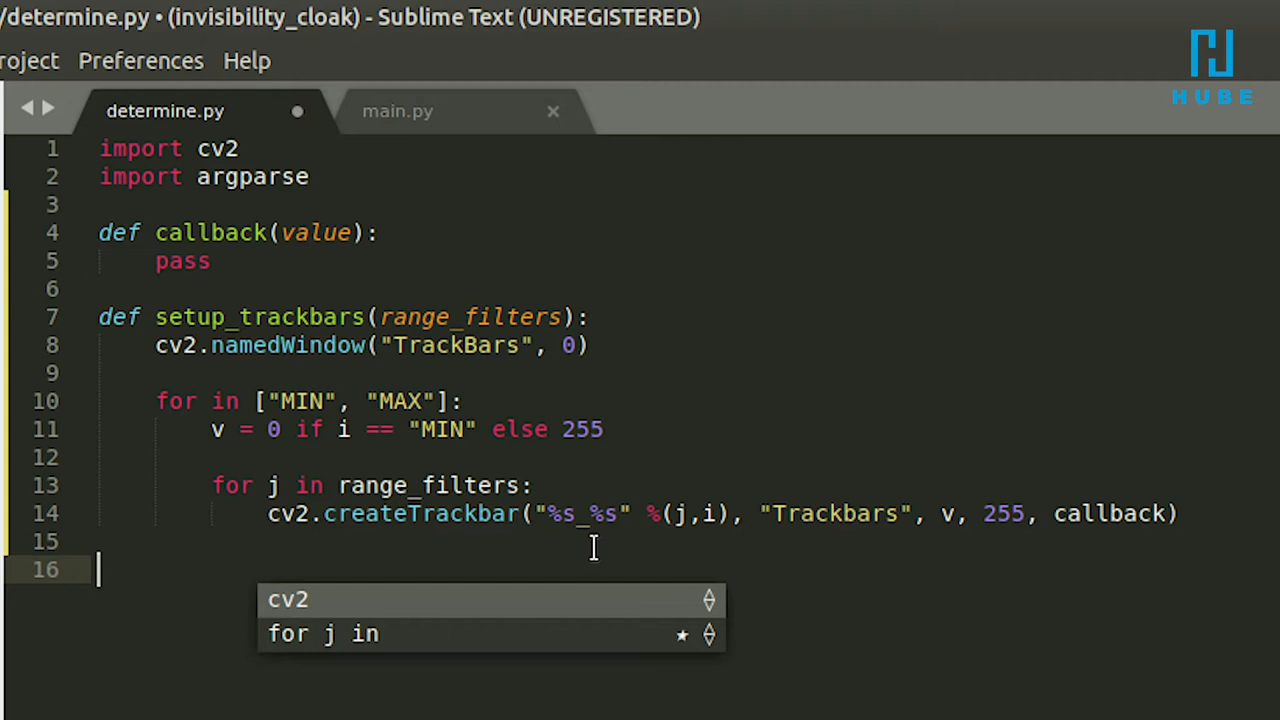 /determine.py • (invisibility_cloak) - Sublime Text (UNREGISTERED)
roject Preferences Help
HUBE
determine.py main.py
1 import cv2
2 import argparse
3
4 def callback(value):
5 pass
6
7 def setup_trackbars(range_filters):
8 cv2.namedWindow("TrackBars", 0)
9
10 for in ["MIN", "MAX"]:
11 v = 0 if i == "MIN" else 255
12
13 for j in range_filters:
14 cv2.createTrackbar("%s_%s" %(j,i), "Trackbars", v, 255, callback)
15
16
cv2
for j in